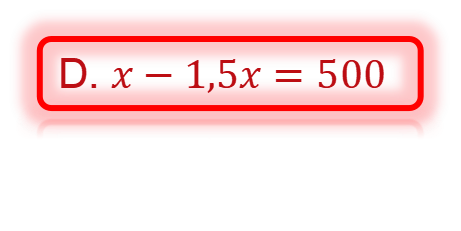 D. x − 1,5x = 500